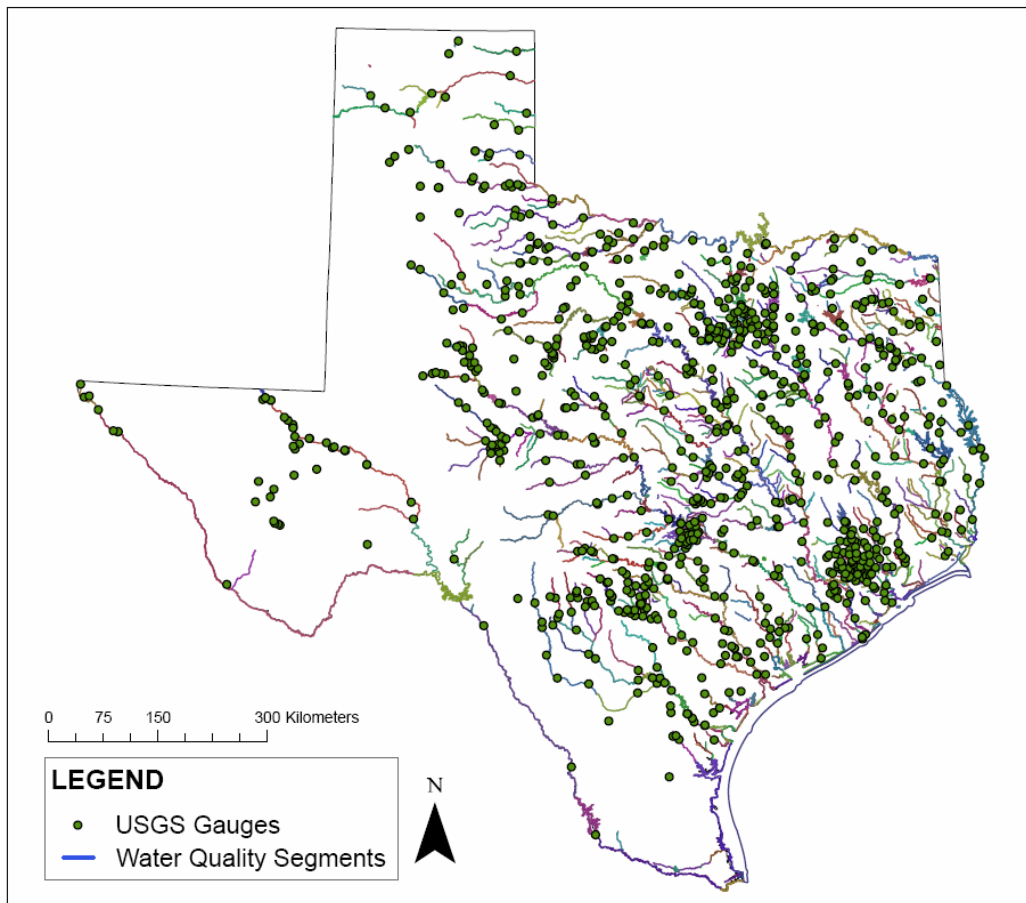 0 75 150 300 Kilometers
LEGEND
N
USGS Gauges
Water Quality Segments